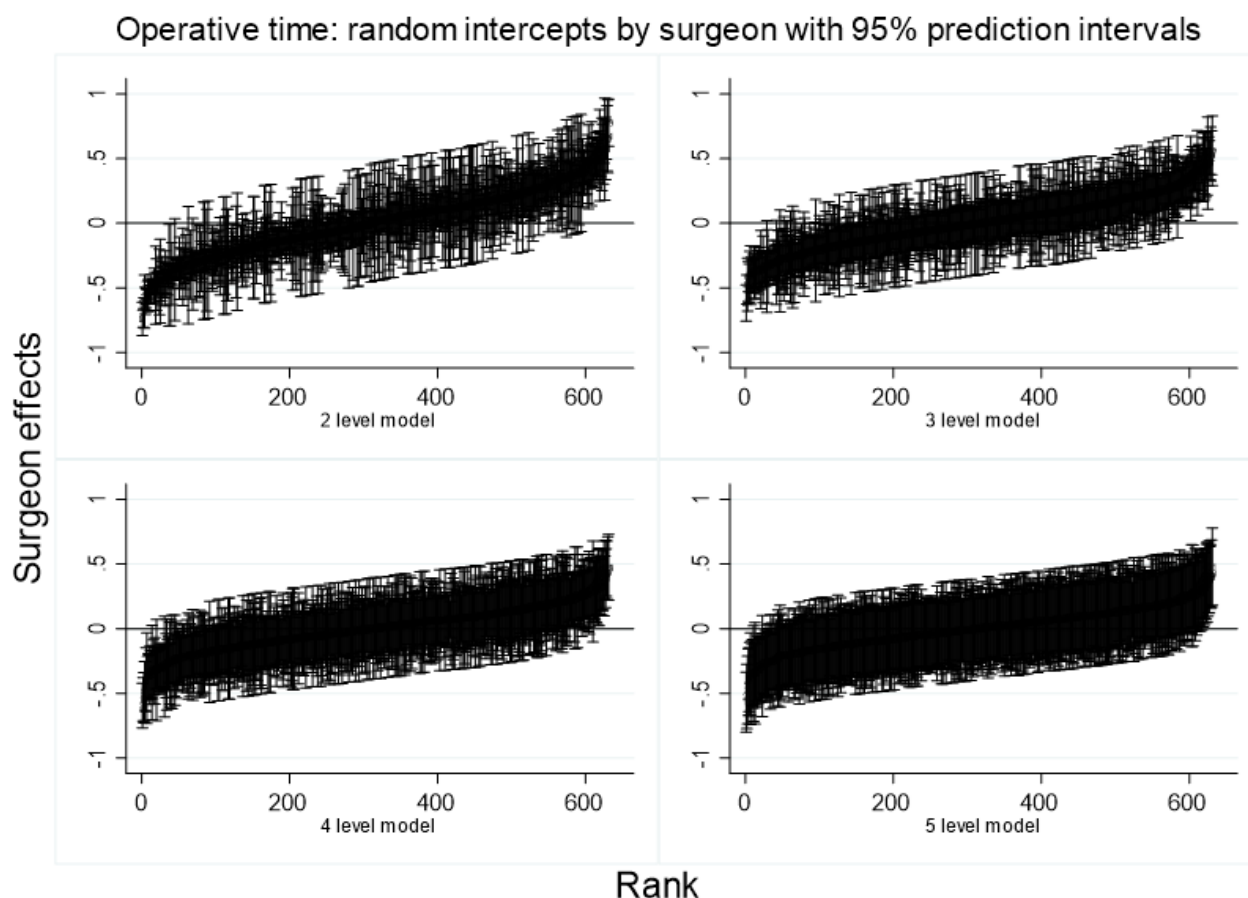 Operative time: random intercepts by surgeon with 95% prediction intervals
Surgeon effects
1
.5
0
-.5
-1
0 200 400 600
2 level model
1
.5
0
-.5
-1
0 200 400 600
3 level model
1
.5
0
-.5
-1
0 200 400 600
4 level model
1
.5
0
-.5
-1
0 200 400 600
5 level model
Rank